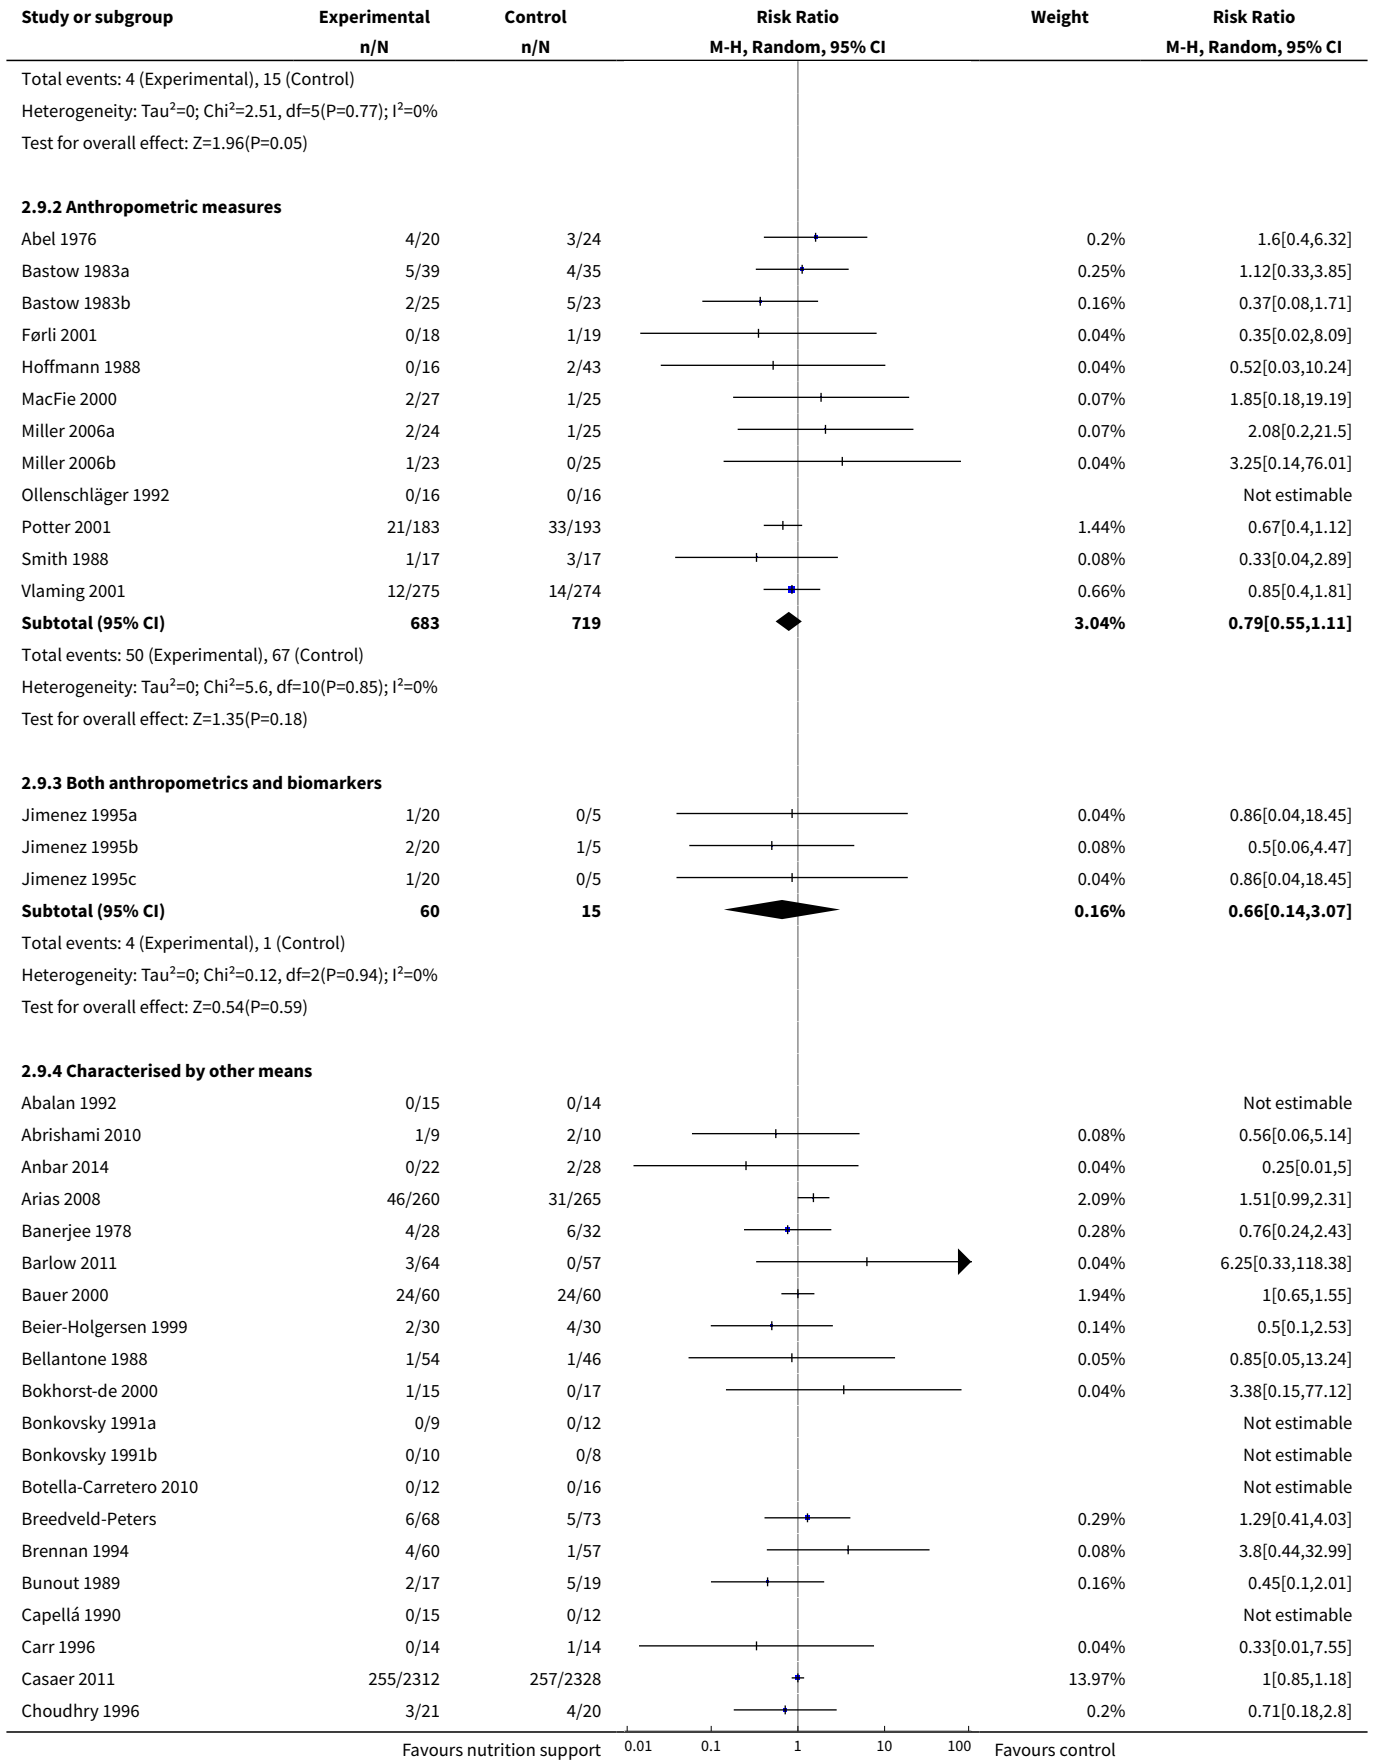 Study or subgroup Experimental Control Risk Ratio Weight Risk Ratio
n/N n/N M-H, Random, 95% CI M-H, Random, 95% CI
Total events: 4 (Experimental), 15 (Control)
Heterogeneity: Tau²=0; Chi²=2.51, df=5(P=0.77); I²=0%
Test for overall effect: Z=1.96(P=0.05)
2.9.2 Anthropometric measures
Abel 1976 4/20 3/24 0.2% 1.6[0.4,6.32]
Bastow 1983a 5/39 4/35 0.25% 1.12[0.33,3.85]
Bastow 1983b 2/25 5/23 0.16% 0.37[0.08,1.71]
Førli 2001 0/18 1/19 0.04% 0.35[0.02,8.09]
Hoffmann 1988 0/16 2/43 0.04% 0.52[0.03,10.24]
MacFie 2000 2/27 1/25 0.07% 1.85[0.18,19.19]
Miller 2006a 2/24 1/25 0.07% 2.08[0.2,21.5]
Miller 2006b 1/23 0/25 0.04% 3.25[0.14,76.01]
Ollenschläger 1992 0/16 0/16 Not estimable
Potter 2001 21/183 33/193 1.44% 0.67[0.4,1.12]
Smith 1988 1/17 3/17 0.08% 0.33[0.04,2.89]
Vlaming 2001 12/275 14/274 0.66% 0.85[0.4,1.81]
Subtotal (95% CI) 683 719 3.04% 0.79[0.55,1.11]
Total events: 50 (Experimental), 67 (Control)
Heterogeneity: Tau²=0; Chi²=5.6, df=10(P=0.85); I²=0%
Test for overall effect: Z=1.35(P=0.18)
2.9.3 Both anthropometrics and biomarkers
Jimenez 1995a 1/20 0/5 0.04% 0.86[0.04,18.45]
Jimenez 1995b 2/20 1/5 0.08% 0.5[0.06,4.47]
Jimenez 1995c 1/20 0/5 0.04% 0.86[0.04,18.45]
Subtotal (95% CI) 60 15 0.16% 0.66[0.14,3.07]
Total events: 4 (Experimental), 1 (Control)
Heterogeneity: Tau²=0; Chi²=0.12, df=2(P=0.94); I²=0%
Test for overall effect: Z=0.54(P=0.59)
2.9.4 Characterised by other means
Abalan 1992 0/15 0/14 Not estimable
Abrishami 2010 1/9 2/10 0.08% 0.56[0.06,5.14]
Anbar 2014 0/22 2/28 0.04% 0.25[0.01,5]
Arias 2008 46/260 31/265 2.09% 1.51[0.99,2.31]
Banerjee 1978 4/28 6/32 0.28% 0.76[0.24,2.43]
Barlow 2011 3/64 0/57 0.04% 6.25[0.33,118.38]
Bauer 2000 24/60 24/60 1.94% 1[0.65,1.55]
Beier-Holgersen 1999 2/30 4/30 0.14% 0.5[0.1,2.53]
Bellantone 1988 1/54 1/46 0.05% 0.85[0.05,13.24]
Bokhorst-de 2000 1/15 0/17 0.04% 3.38[0.15,77.12]
Bonkovsky 1991a 0/9 0/12 Not estimable
Bonkovsky 1991b 0/10 0/8 Not estimable
Botella-Carretero 2010 0/12 0/16 Not estimable
Breedveld-Peters 6/68 5/73 0.29% 1.29[0.41,4.03]
Brennan 1994 4/60 1/57 0.08% 3.8[0.44,32.99]
Bunout 1989 2/17 5/19 0.16% 0.45[0.1,2.01]
Capellá 1990 0/15 0/12 Not estimable
Carr 1996 0/14 1/14 0.04% 0.33[0.01,7.55]
Casaer 2011 255/2312 257/2328 13.97% 1[0.85,1.18]
Choudhry 1996 3/21 4/20 0.2% 0.71[0.18,2.8]
Favours nutrition support 0.01 0.1 1 10 100 Favours control